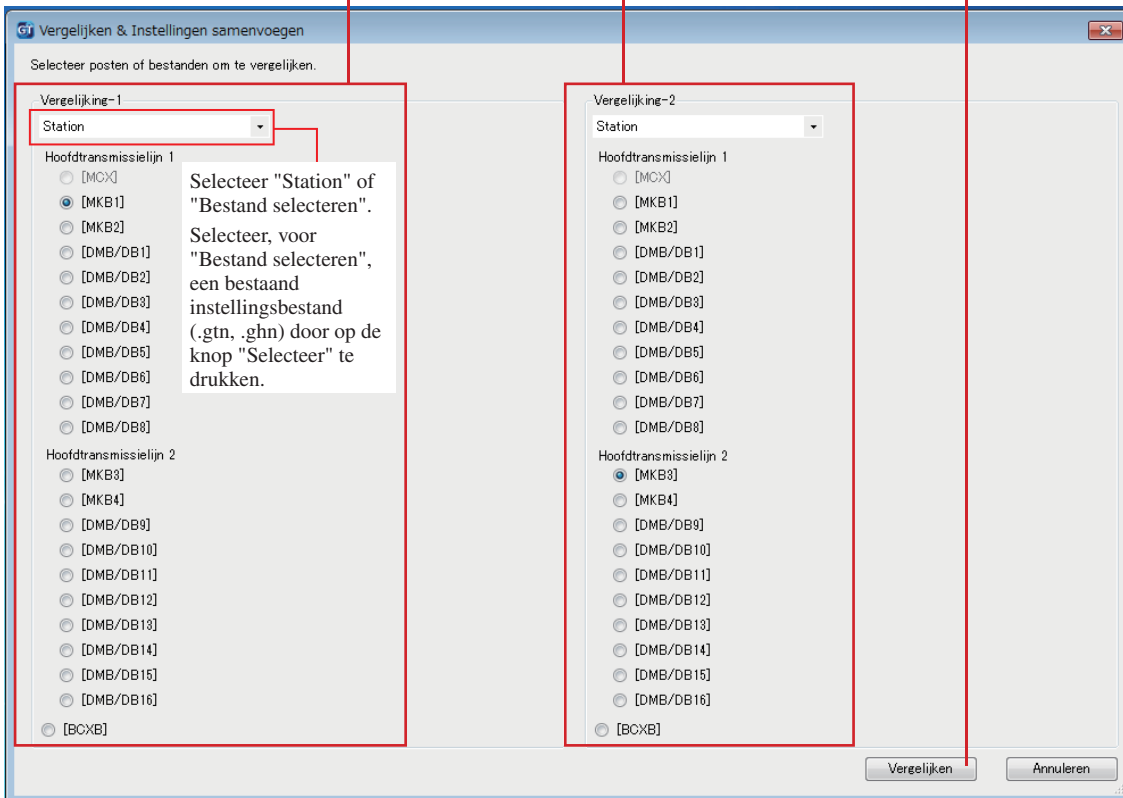 GT Vergelijken & Instellingen samenvoegen
Selecteer posten of bestanden om te vergelijken.
Vergelijking-1
Station
Hoofdtransmissielijn 1
[MCX]
[MKB1]
[MKB2]
[DMB/DB1]
[DMB/DB2]
[DMB/DB3]
[DMB/DB4]
[DMB/DB5]
[DMB/DB6]
[DMB/DB7]
[DMB/DB8]
Hoofdtransmissielijn 2
[MKB3]
[MKB4]
[DMB/DB9]
[DMB/DB10]
[DMB/DB11]
[DMB/DB12]
[DMB/DB13]
[DMB/DB14]
[DMB/DB15]
[DMB/DB16]
[BCXB]
Selecteer "Station" of
"Bestand selecteren".
Selecteer, voor
"Bestand selecteren",
een bestaand
instellingsbestand
(.gtn, .ghn) door op de
knop "Selecteer" te
drukken.
Vergelijking-2
Station
Hoofdtransmissielijn 1
[MCX]
[MKB1]
[MKB2]
[DMB/DB1]
[DMB/DB2]
[DMB/DB3]
[DMB/DB4]
[DMB/DB5]
[DMB/DB6]
[DMB/DB7]
[DMB/DB8]
Hoofdtransmissielijn 2
[MKB3]
[MKB4]
[DMB/DB9]
[DMB/DB10]
[DMB/DB11]
[DMB/DB12]
[DMB/DB13]
[DMB/DB14]
[DMB/DB15]
[DMB/DB16]
[BCXB]
Vergelijken
Annuleren